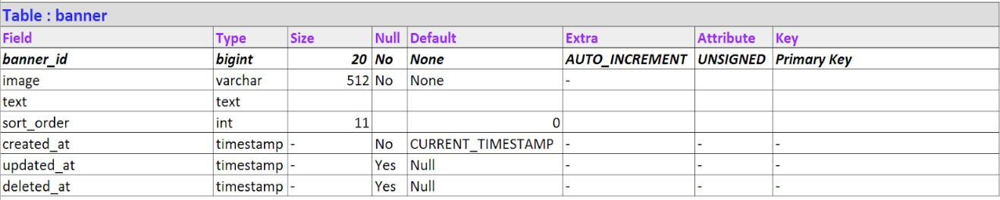 Table : banner
Field Type Size Null Default Extra Attribute Key
banner_id bigint 20 No None AUTO_INCREMENT UNSIGNED Primary Key
image varchar 512 No None -
text text
sort_order int 11 0
created_at timestamp - No CURRENT_TIMESTAMP - - -
updated_at timestamp - Yes Null - - -
deleted_at timestamp - Yes Null - - -